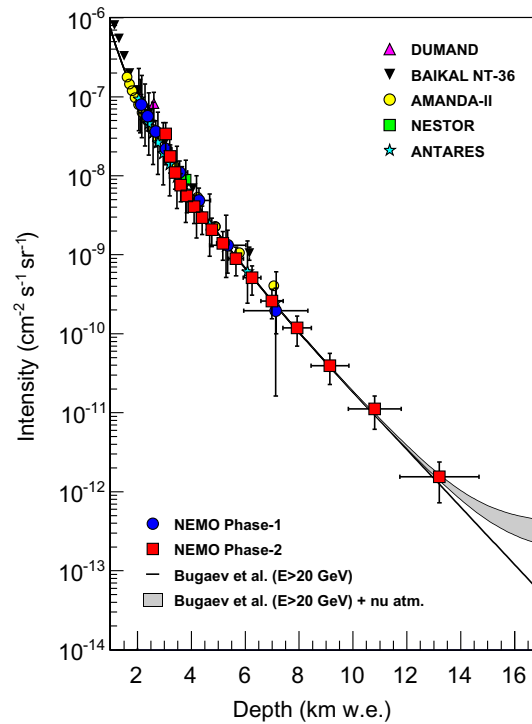 Intensity (cm-2 s-1 sr-1)
10-6
10-7
10-8
10-9
10-10
10-11
10-12
10-13
10-14
DUMAND
BAIKAL NT-36
AMANDA-II
NESTOR
ANTARES
NEMO Phase-1
NEMO Phase-2
Bugaev et al. (E>20 GeV)
Bugaev et al. (E>20 GeV) + nu atm.
2 4 6 8 10 12 14 16
Depth (km w.e.)